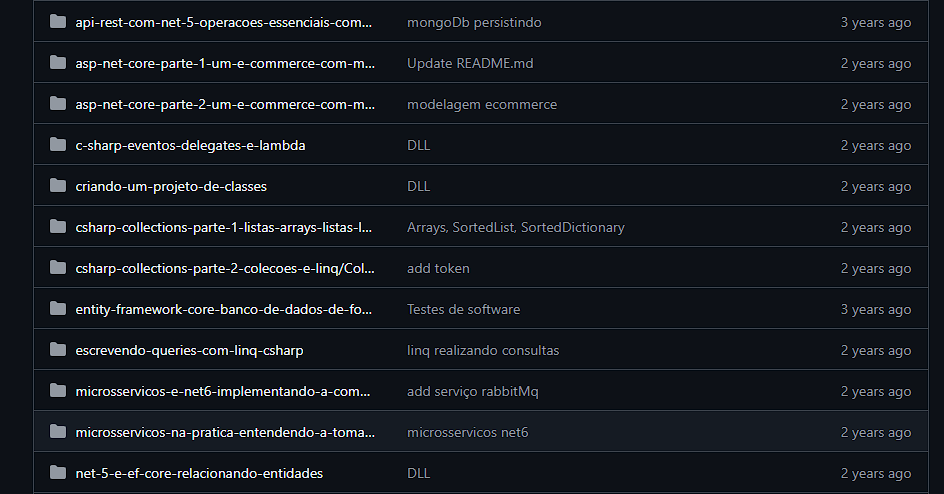 api-rest-com-net-5-operacoes-essenciais-com... mongoDb persistindo 3 years ago
asp-net-core-parte-1-um-e-commerce-com-m... Update README.md 2 years ago
asp-net-core-parte-2-um-e-commerce-com-m... modelagem ecommerce 2 years ago
c-sharp-eventos-delegates-e-lambda DLL 2 years ago
criando-um-projeto-de-classes DLL 2 years ago
csharp-collections-parte-1-listas-arrays-listas-l... Arrays, SortedList, SortedDictionary 2 years ago
csharp-collections-parte-2-colecoes-e-linq/Col... add token 2 years ago
entity-framework-core-banco-de-dados-de-fo... Testes de software 3 years ago
escrevendo-queries-com-linq-csharp linq realizando consultas 2 years ago
microsservicos-e-net6-implementando-a-com... add serviço rabbitMq 2 years ago
microsservicos-na-pratica-entendendo-a-toma... microsservicos net6 2 years ago
net-5-e-ef-core-relacionando-entidades DLL 2 years ago